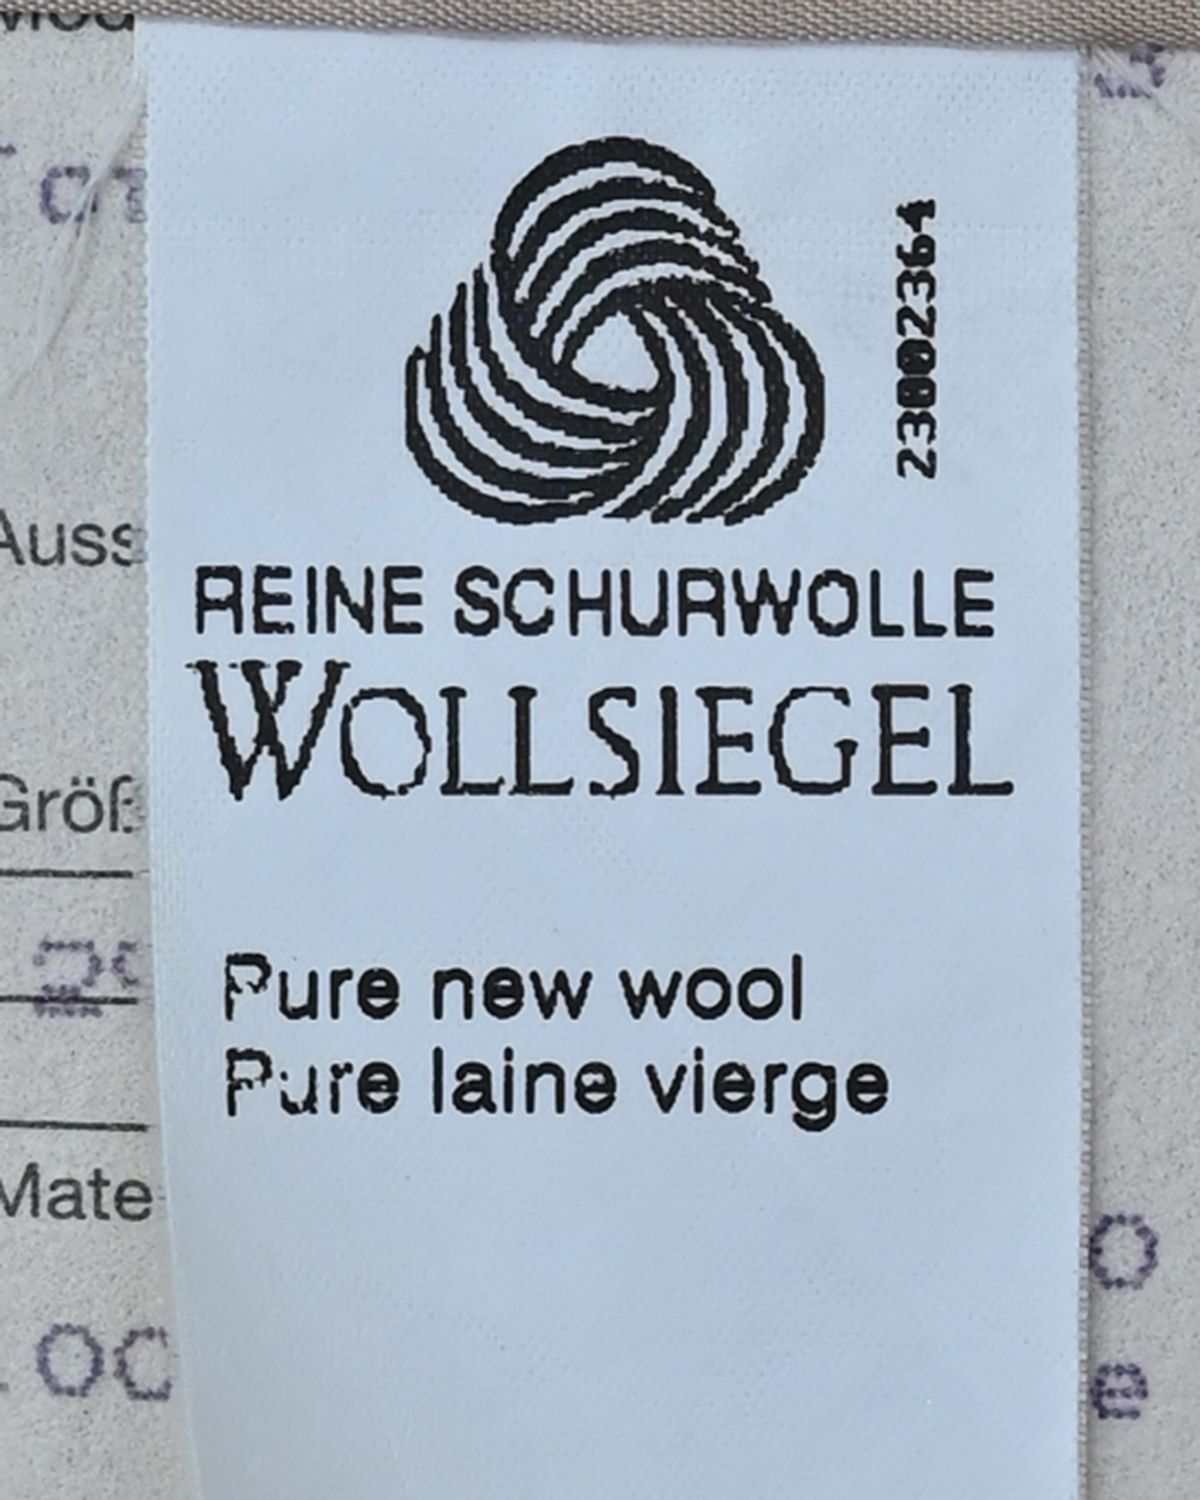 23002364
REINE SCHURWOLLE
WOLLSIEGEL
Pure new wool
Pure laine vierge